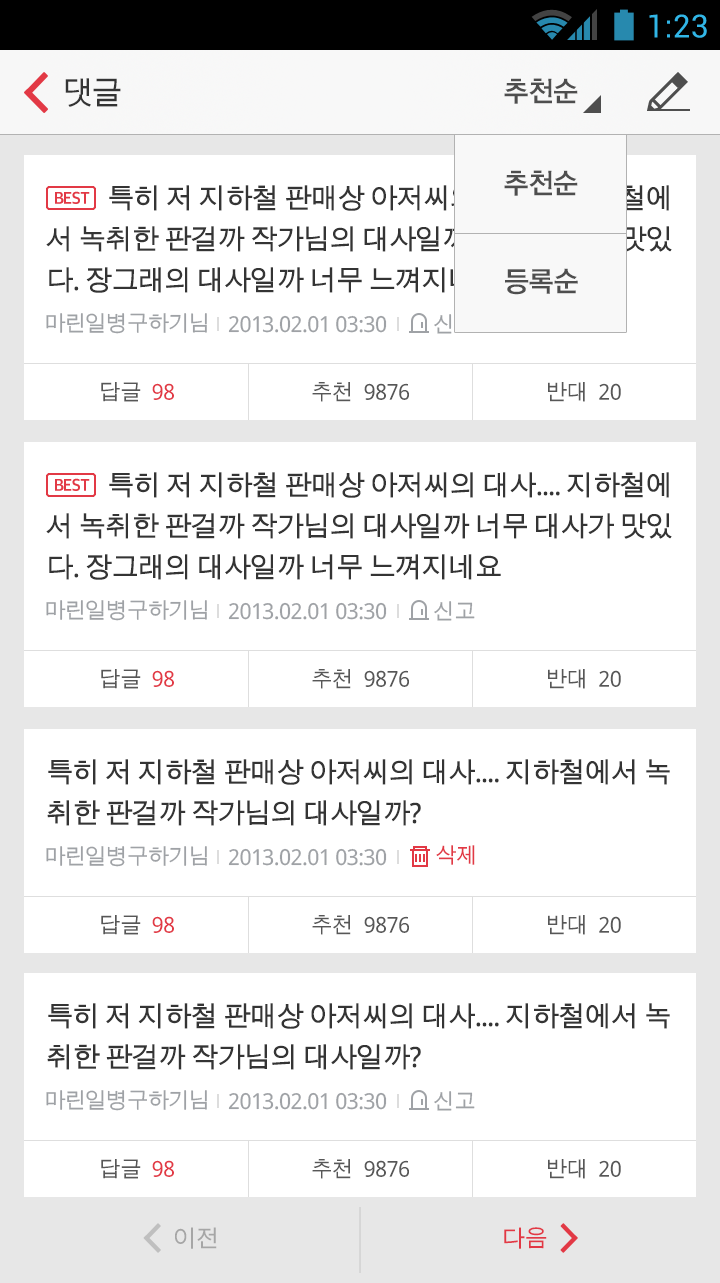 1:23
댓글 추천순
추천순
등록순
BEST 특히 저 지하철 판매상 아저씨 철에
서 녹취한 판걸까 작가님의 대사일까 맛있
다. 장그래의 대사일까 너무 느껴지네
마린일병구하기님 2013.02.01 03:30 신
답글 98 추천 9876 반대 20
BEST 특히 저 지하철 판매상 아저씨의 대사.... 지하철에
서 녹취한 판걸까 작가님의 대사일까 너무 대사가 맛있
다. 장그래의 대사일까 너무 느껴지네요
마린일병구하기님 2013.02.01 03:30 신고
답글 98 추천 9876 반대 20
특히 저 지하철 판매상 아저씨의 대사.... 지하철에서 녹
취한 판걸까 작가님의 대사일까?
마린일병구하기님 2013.02.01 03:30 삭제
답글 98 추천 9876 반대 20
특히 저 지하철 판매상 아저씨의 대사.... 지하철에서 녹
취한 판걸까 작가님의 대사일까?
마린일병구하기님 2013.02.01 03:30 신고
답글 98 추천 9876 반대 20
이전 다음